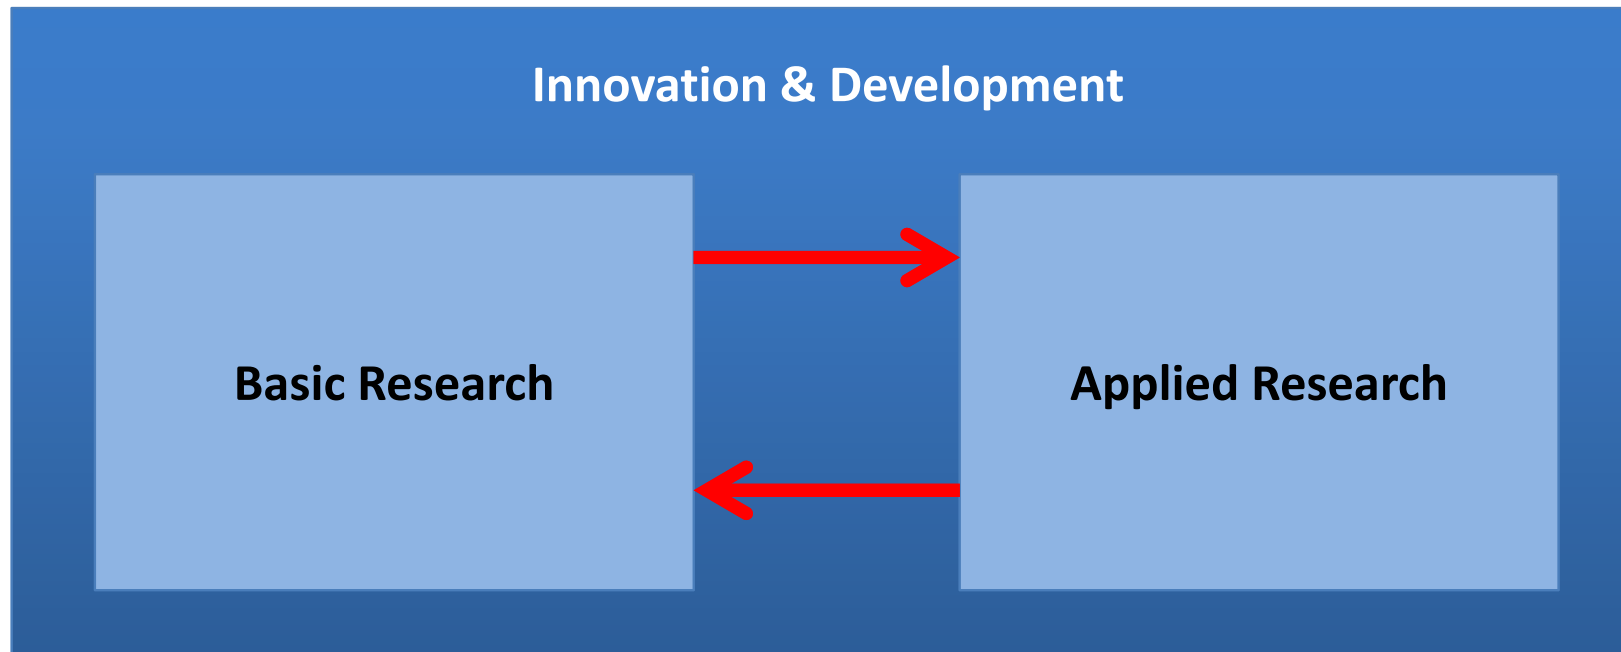 Innovation & Development
Basic Research
Applied Research